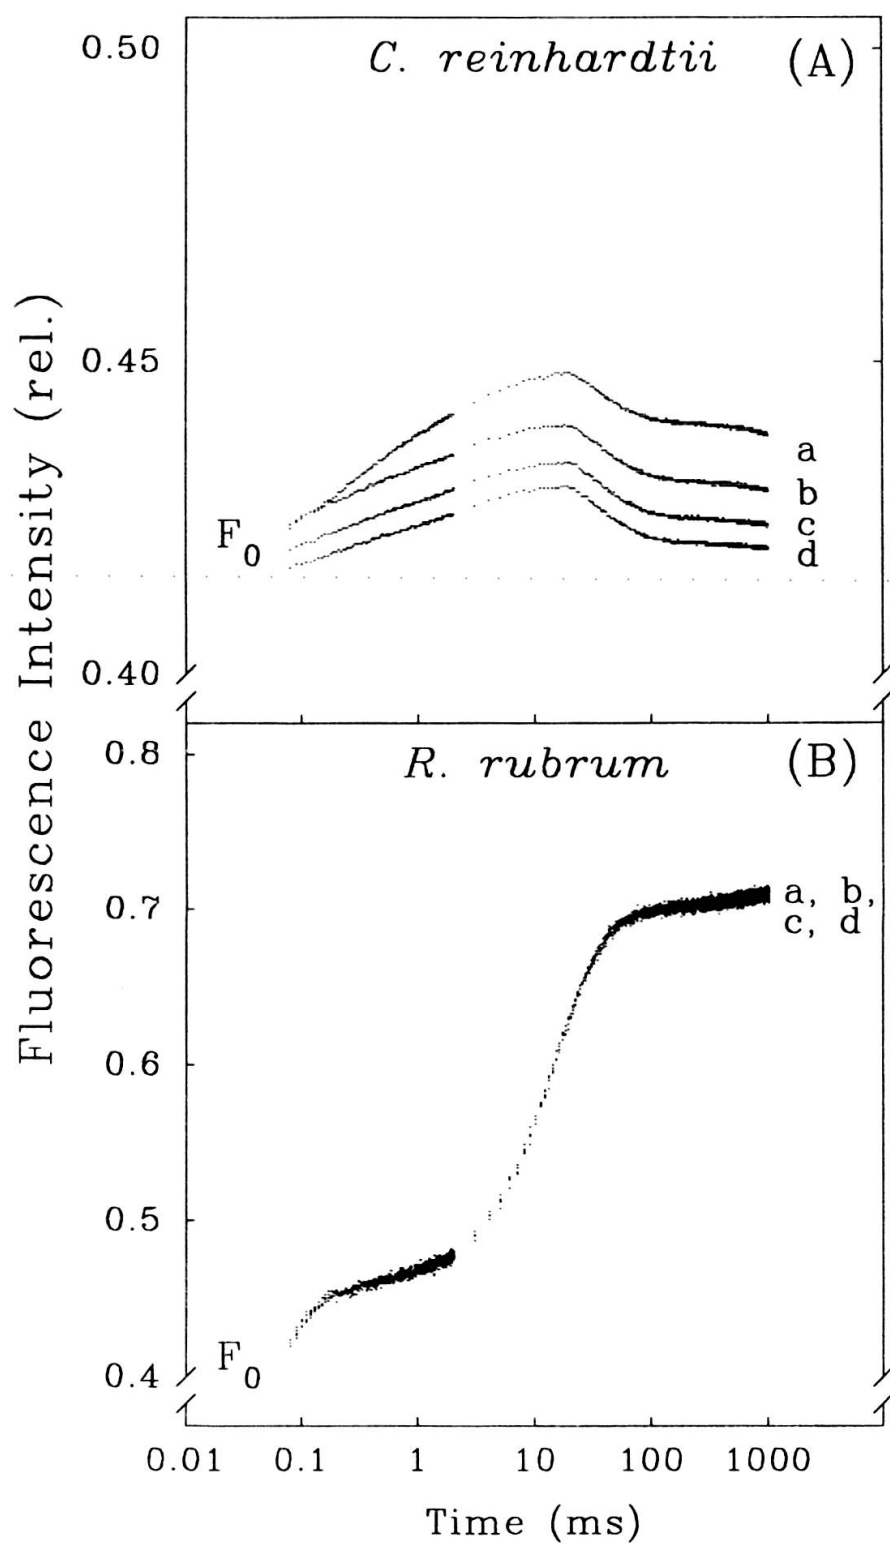 0.50
C. reinhardtii (A)
0.45
a
b
c
d
F0
0.40
Fluorescence Intensity (rel.)
0.8
R. rubrum (B)
0.7
a, b,
c, d
0.6
0.5
F0
0.4
0.01 0.1 1 10 100 1000
Time (ms)